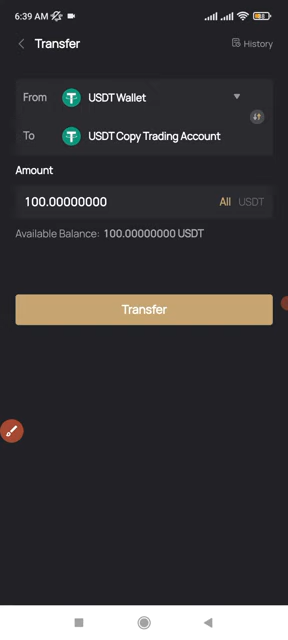 6:39 AM
Transfer
History
From
USDT Wallet
To
USDT Copy Trading Account
Amount
100.00000000
All
USDT
Available Balance: 100.00000000 USDT
Transfer